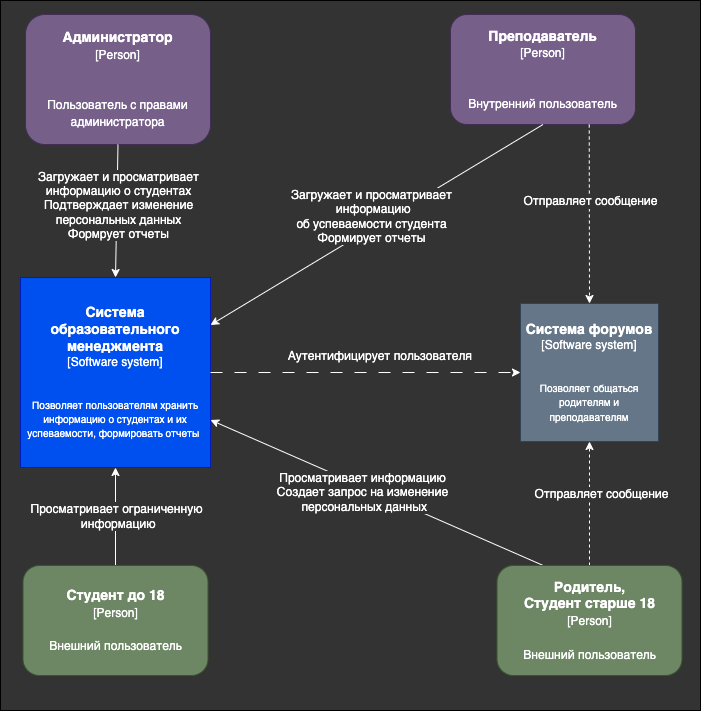 Администратор
[Person]
Пользователь с правами
администратора
Преподаватель
[Person]
Внутренний пользователь
Загружает и просматривает
информацию о студентах
Подтверждает изменение
персональных данных
Формрует отчеты
Загружает и просматривает
информацию
об успеваемости студента
Формирует отчеты
Отправляет сообщение
Система
образовательного
менеджмента
[Software system]
Позволяет пользователям хранить
информацию о студентах и их
успеваемости, формировать отчеты
Аутентифицирует пользователя
Система форумов
[Software system]
Позволяет общаться
родителям и
преподавателям
Просматривает ограниченную
информацию
Просматривает информацию
Создает запрос на изменение
персональных данных
Отправляет сообщение
Студент до 18
[Person]
Внешний пользователь
Родитель,
Студент старше 18
[Person]
Внешний пользователь